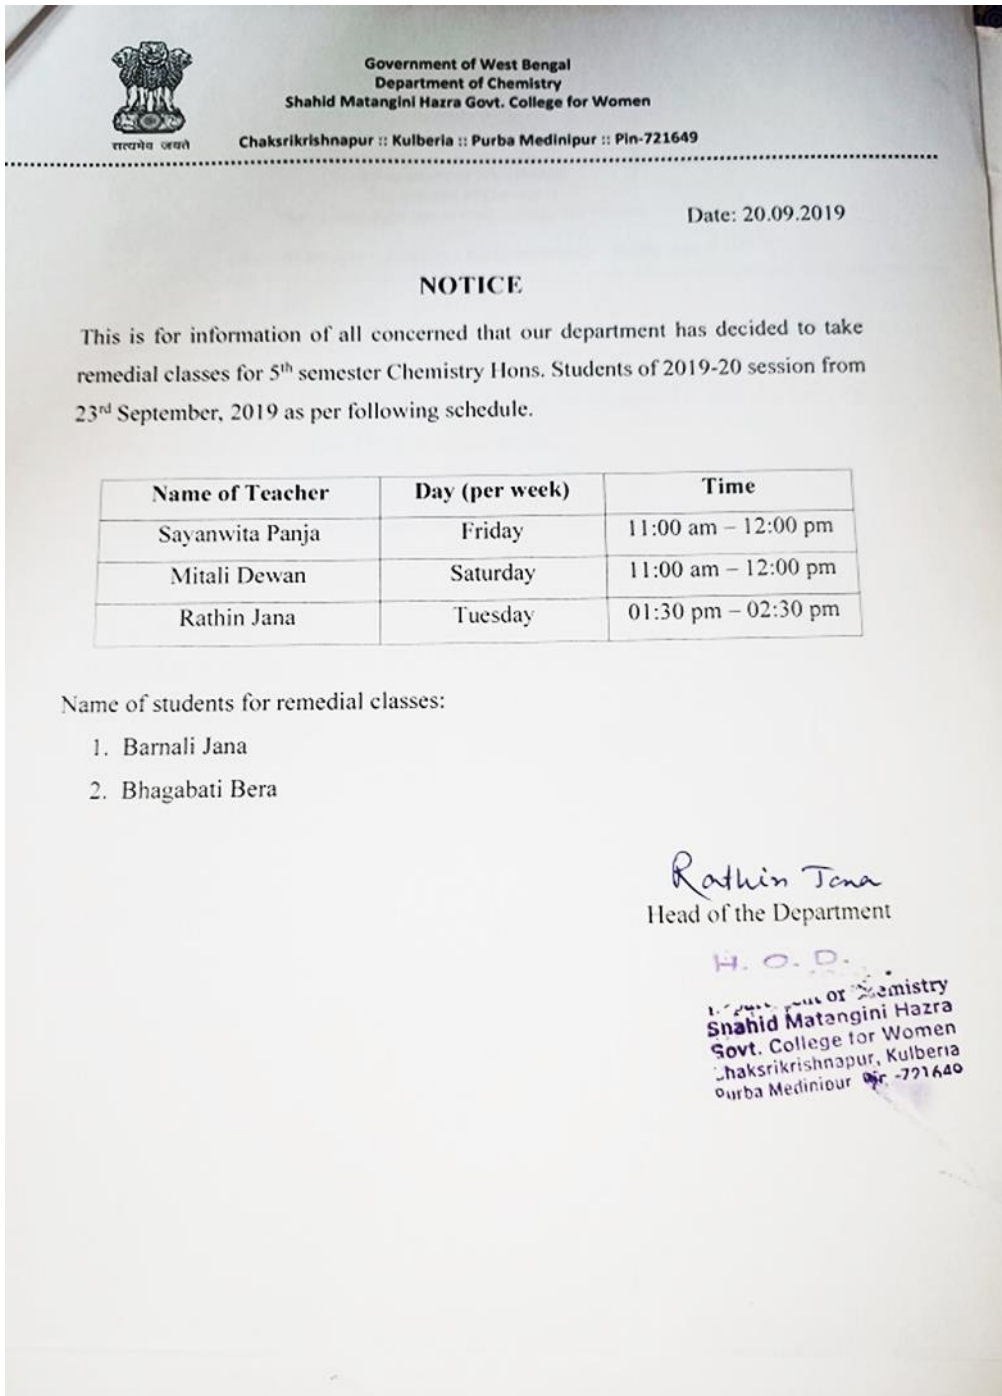 Government of West Bengal
Department of Chemistry
Shahid Matangini Hazra Govt. College for Women
सत्यमेव जयते
Chaksrikrishnapur :: Kulberia :: Purba Medinipur :: Pin-721649
Date: 20.09.2019
NOTICE
This is for information of all concerned that our department has decided to take
remedial classes for 5th semester Chemistry Hons. Students of 2019-20 session from
23rd September, 2019 as per following schedule.
Name of Teacher Day (per week) Time
Sayanwita Panja Friday 11:00 am – 12:00 pm
Mitali Dewan Saturday 11:00 am – 12:00 pm
Rathin Jana Tuesday 01:30 pm – 02:30 pm
Name of students for remedial classes:
1. Barnali Jana
2. Bhagabati Bera
Rathin Jana
Head of the Department
H. O. D.
of Chemistry
Shahid Matangini Hazra
Govt. College for Women
Chaksrikrishnapur, Kulberia
Purba Medinipur -721649